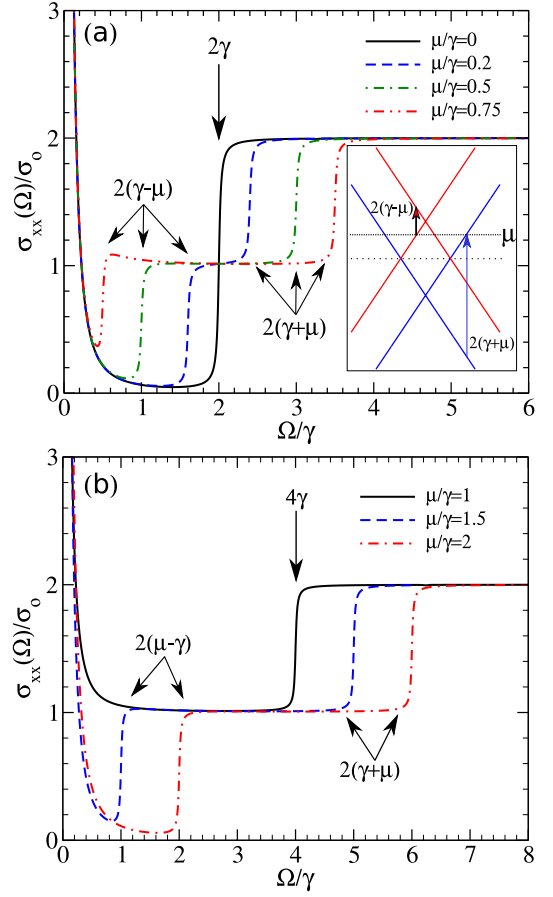 (a)
2γ
μ/γ=0
μ/γ=0.2
μ/γ=0.5
μ/γ=0.75
3
2
1
0
σxx(Ω)/σo
2(γ-μ)
2(γ+μ)
2(γ-μ)
μ
2(γ+μ)
0 1 2 3 4 5 6
Ω/γ
(b)
4γ
μ/γ=1
μ/γ=1.5
μ/γ=2
3
2
1
0
σxx(Ω)/σo
2(μ-γ)
2(γ+μ)
0 1 2 3 4 5 6 7 8
Ω/γ